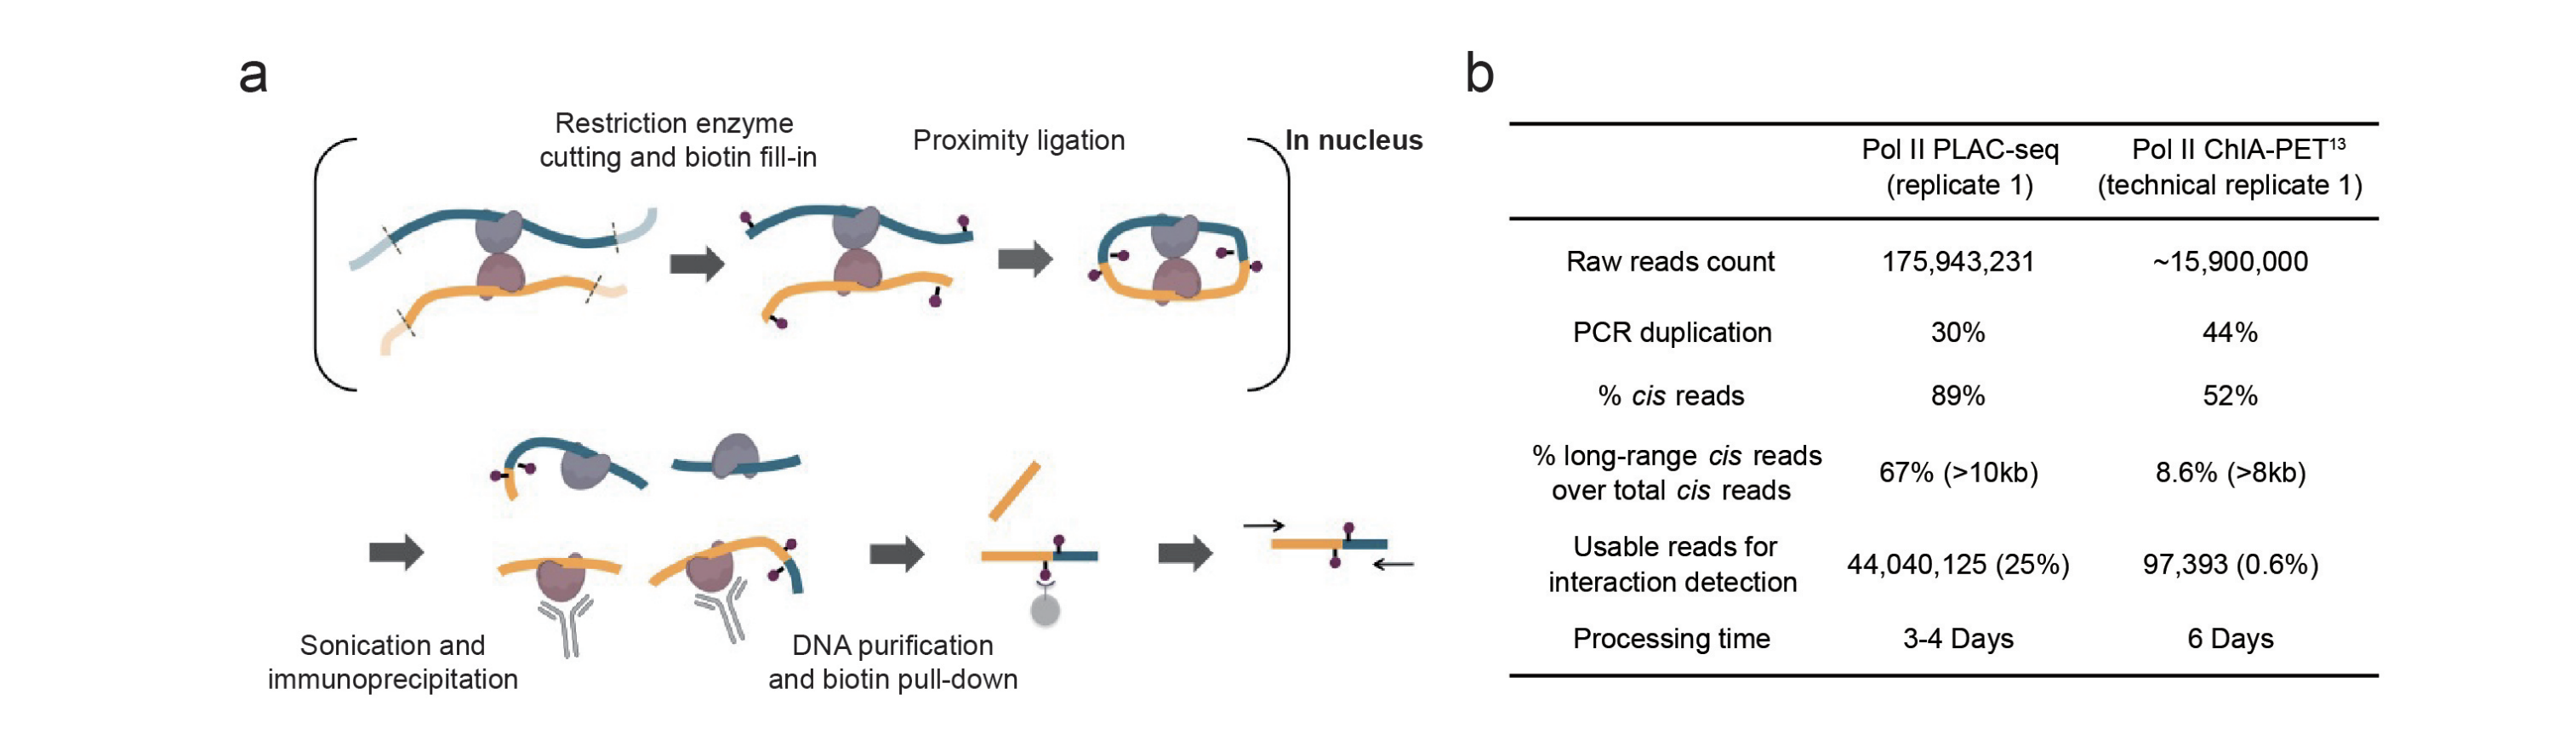 a
Restriction enzyme
cutting and biotin fill-in
Proximity ligation
In nucleus
Sonication and
immunoprecipitation
DNA purification
and biotin pull-down
b
Pol II PLAC-seq
(replicate 1)
Pol II ChIA-PET¹³
(technical replicate 1)
Raw reads count 175,943,231 ~15,900,000
PCR duplication 30% 44%
% cis reads 89% 52%
% long-range cis reads
over total cis reads
67% (>10kb) 8.6% (>8kb)
Usable reads for
interaction detection
44,040,125 (25%) 97,393 (0.6%)
Processing time 3-4 Days 6 Days